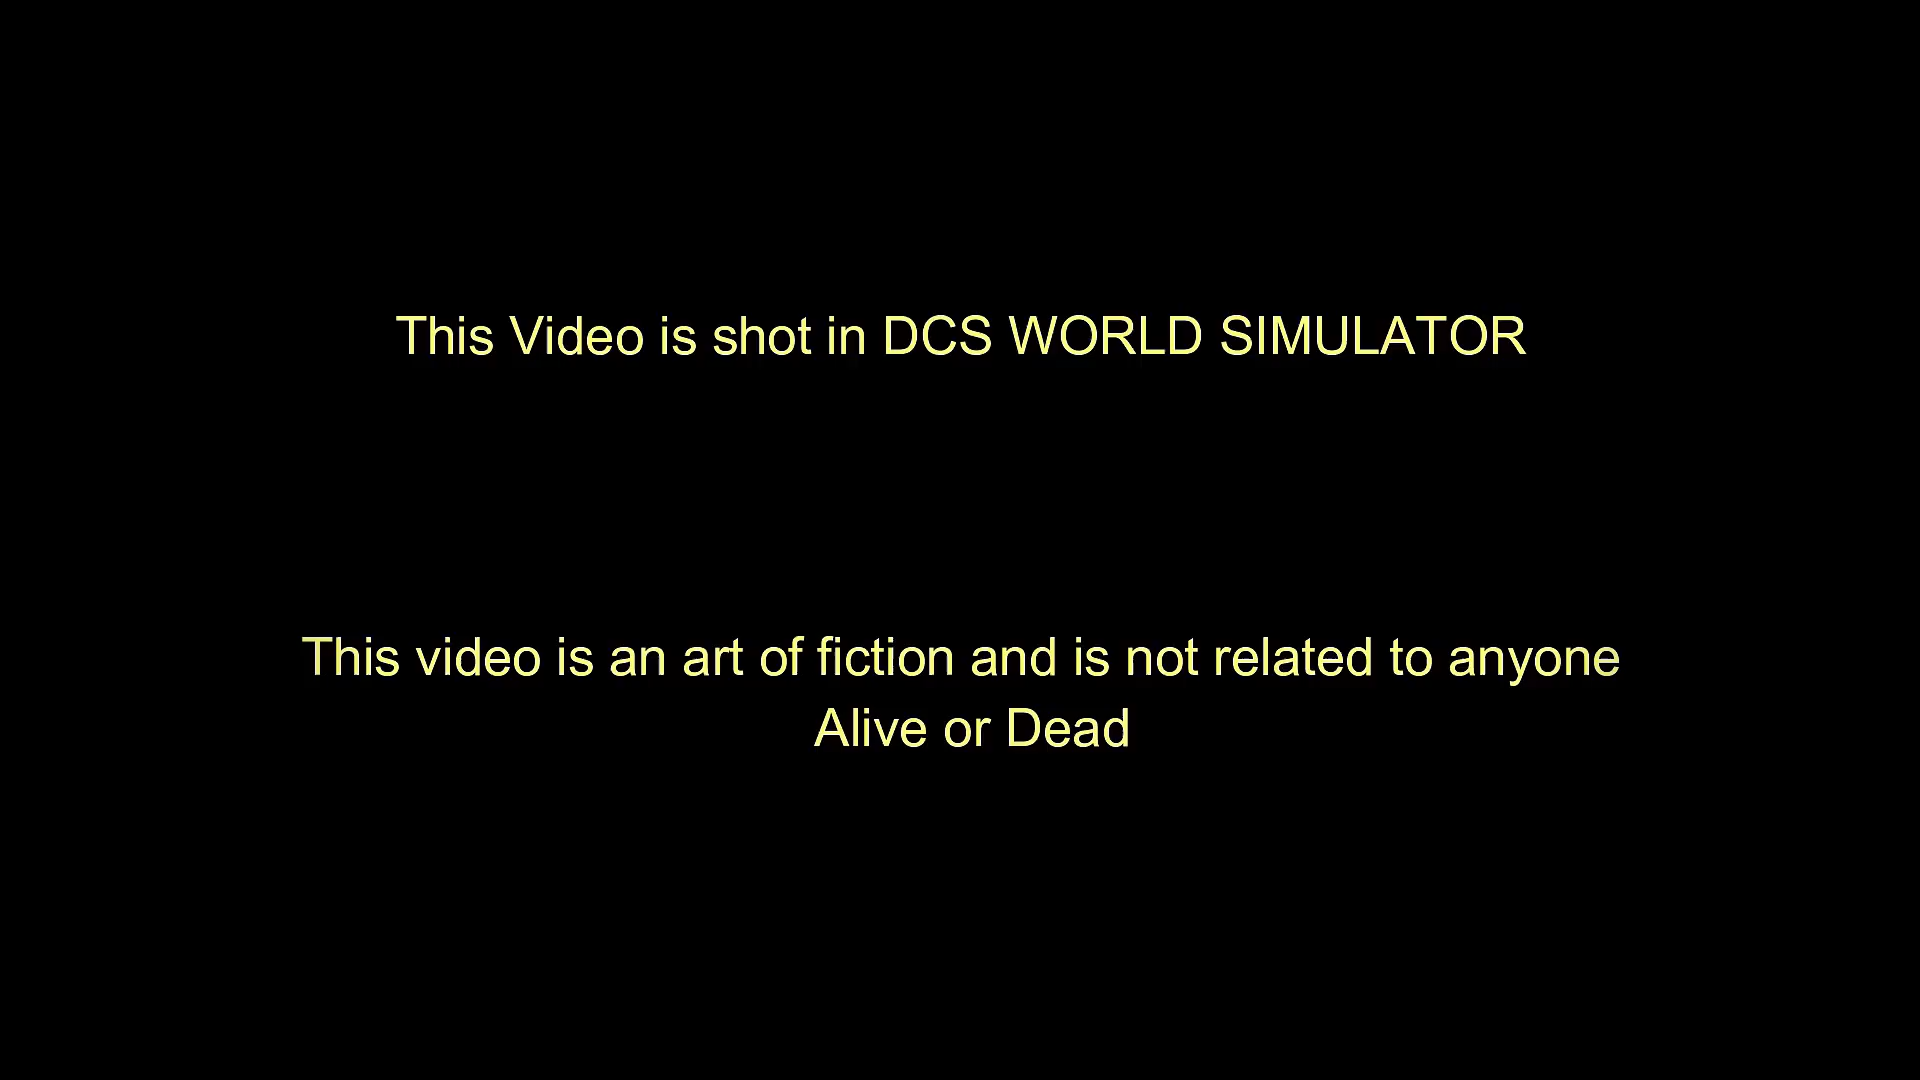 This Video is shot in DCS WORLD SIMULATOR
This video is an art of fiction and is not related to anyone
Alive or Dead